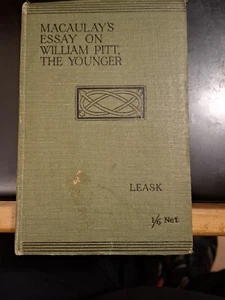 MACAULAY'S
ESSAY ON
WILLIAM PITT,
THE YOUNGER
LEASK
1/6 Net